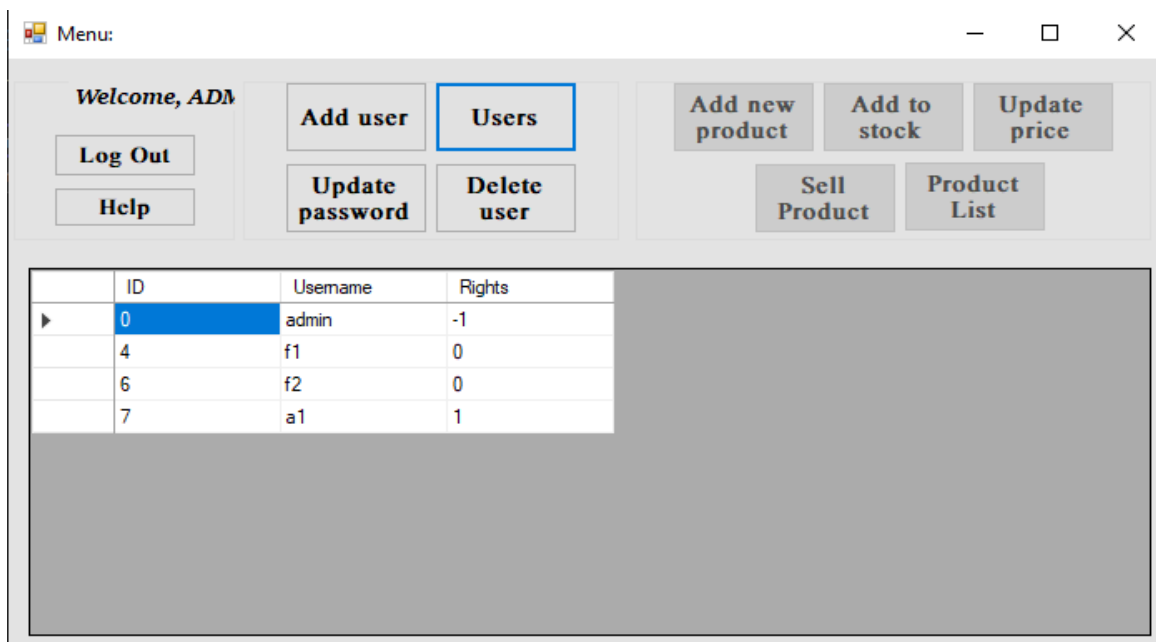 Menu:
Welcome, ADM
Log Out
Help
Add user
Users
Update
password
Delete
user
Add new
product
Add to
stock
Update
price
Sell
Product
Product
List
ID Username Rights
0 admin -1
4 f1 0
6 f2 0
7 a1 1